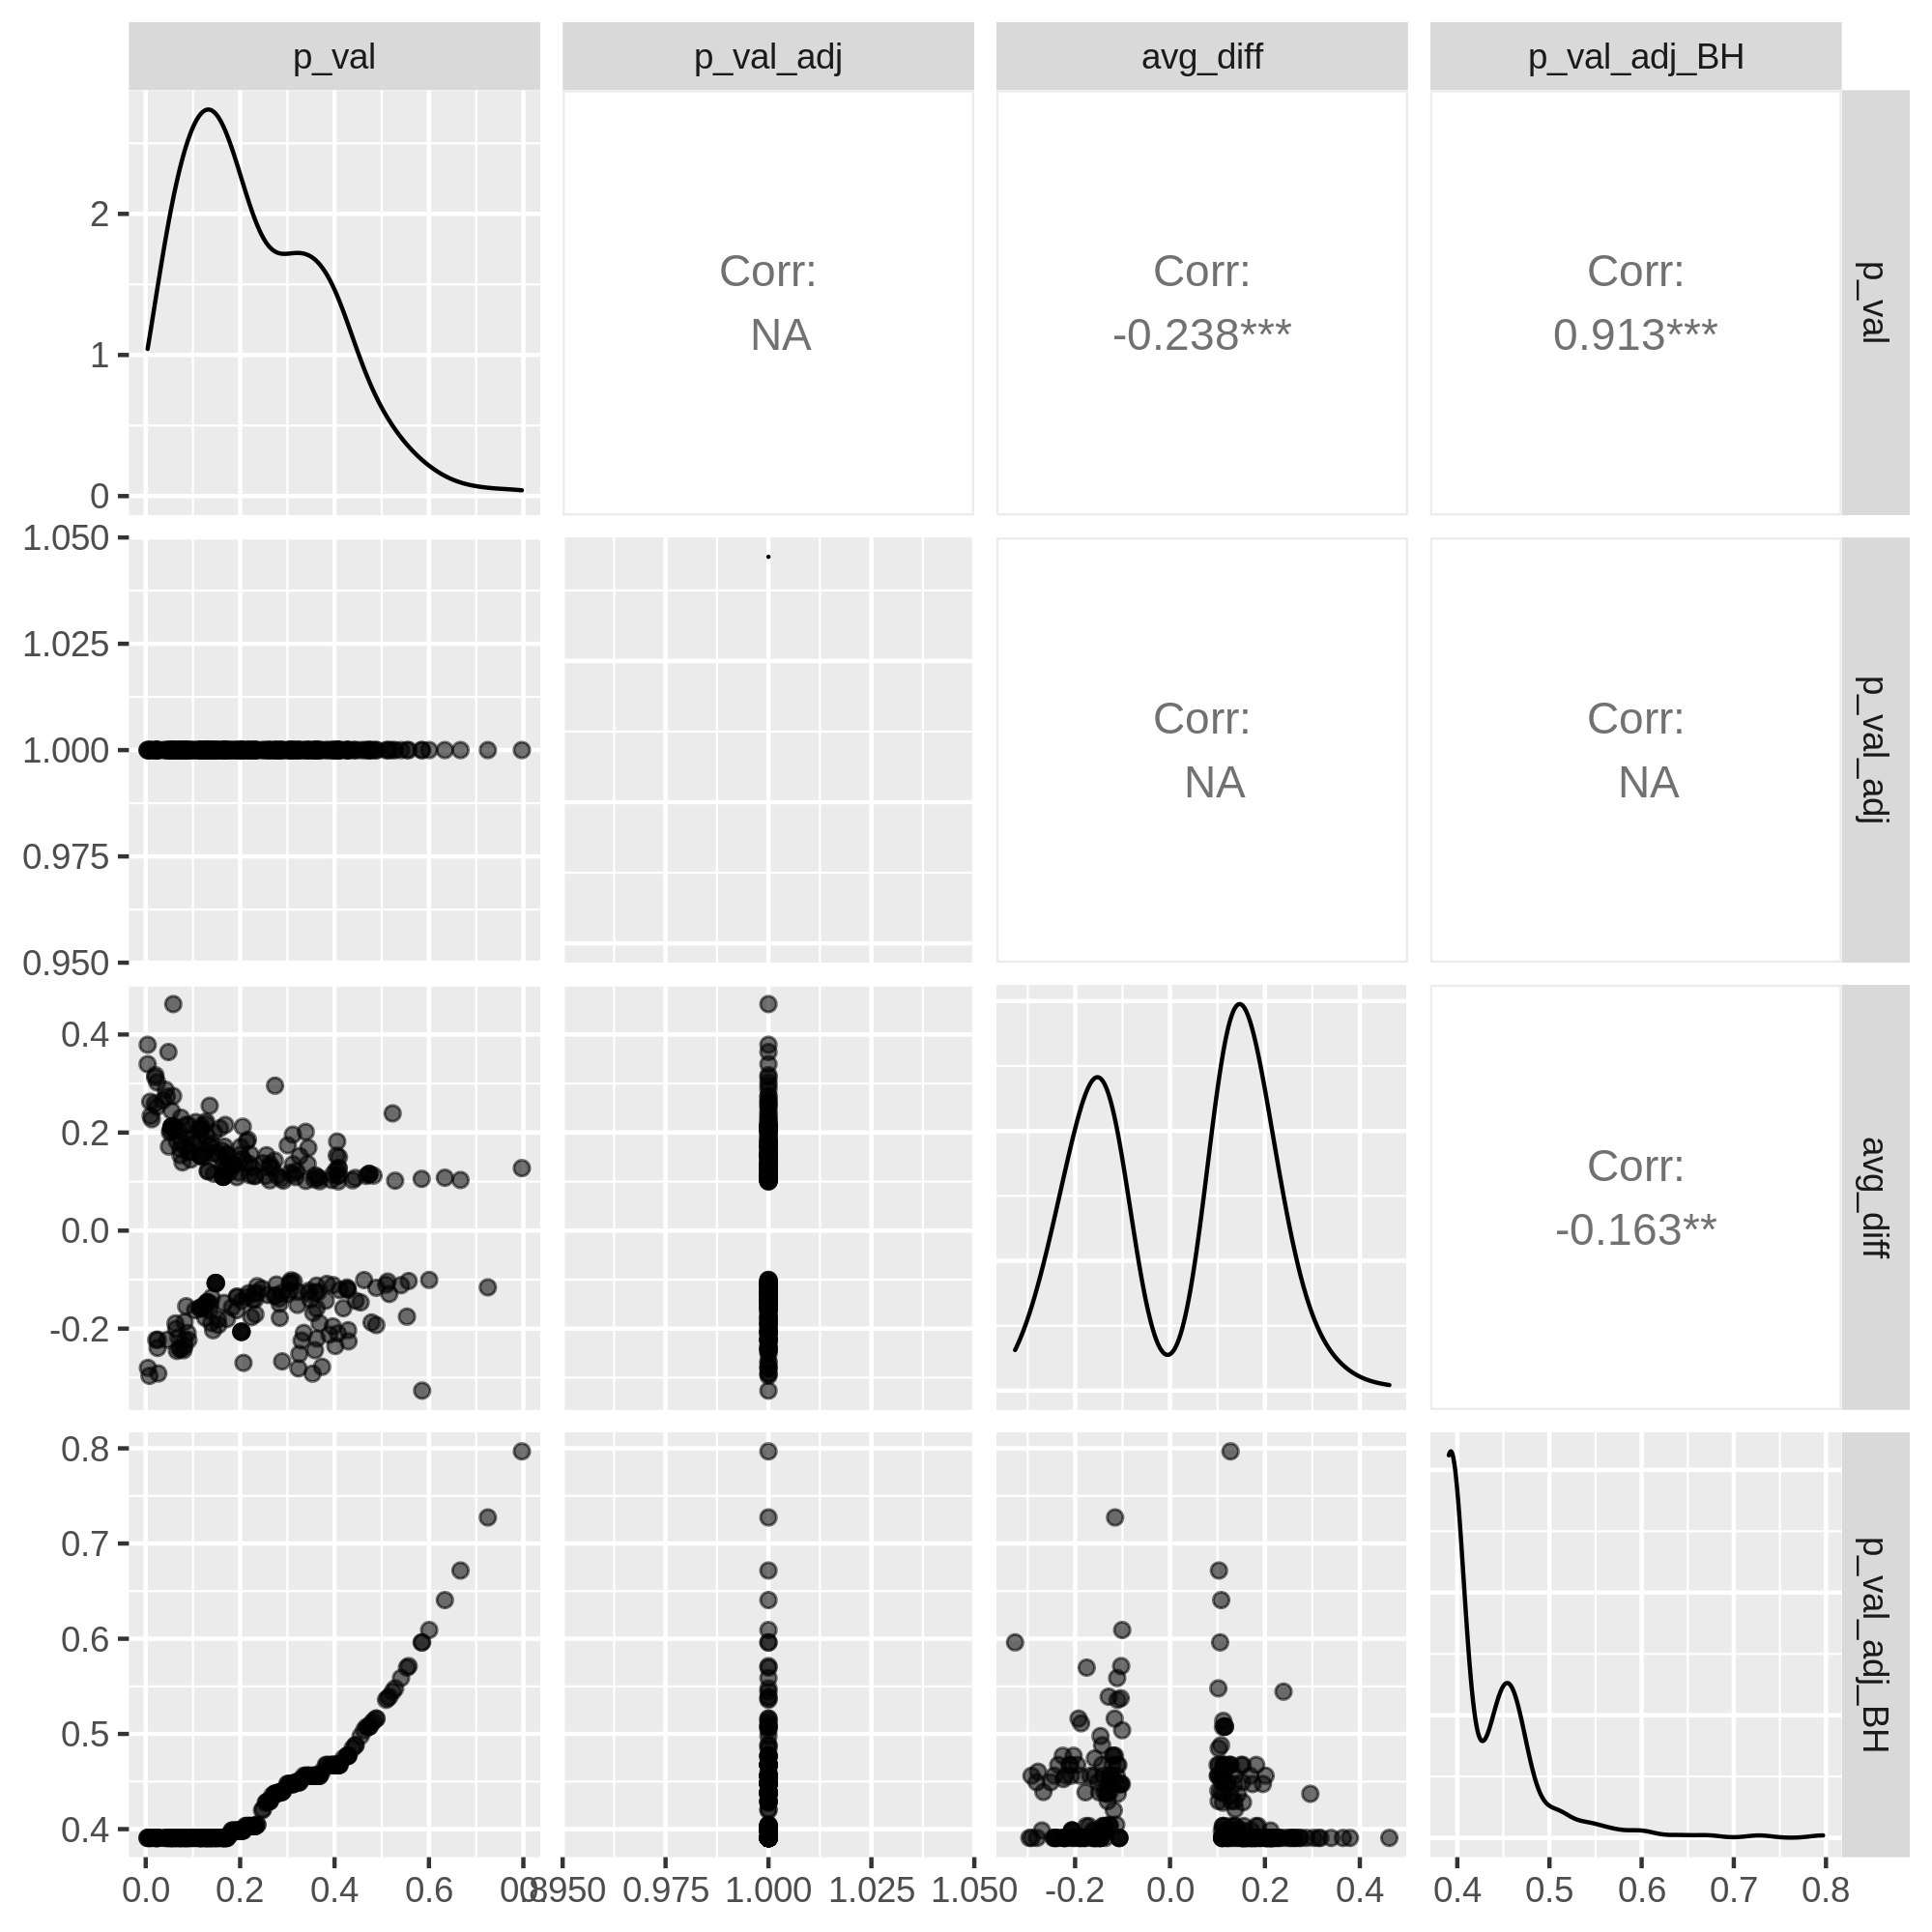 p_val
p_val_adj
avg_diff
p_val_adj_BH
2
1
0
Corr:
NA
Corr:
-0.238***
Corr:
0.913***
p_val
1.050
1.025
1.000
0.975
0.950
Corr:
NA
Corr:
NA
p_val_adj
0.4
0.2
0.0
-0.2
Corr:
-0.163**
avg_diff
0.8
0.7
0.6
0.5
0.4
p_val_adj_BH
0.0 0.2 0.4 0.6 0.8
0.950 0.975 1.000 1.025 1.050
-0.2 0.0 0.2 0.4
0.4 0.5 0.6 0.7 0.8